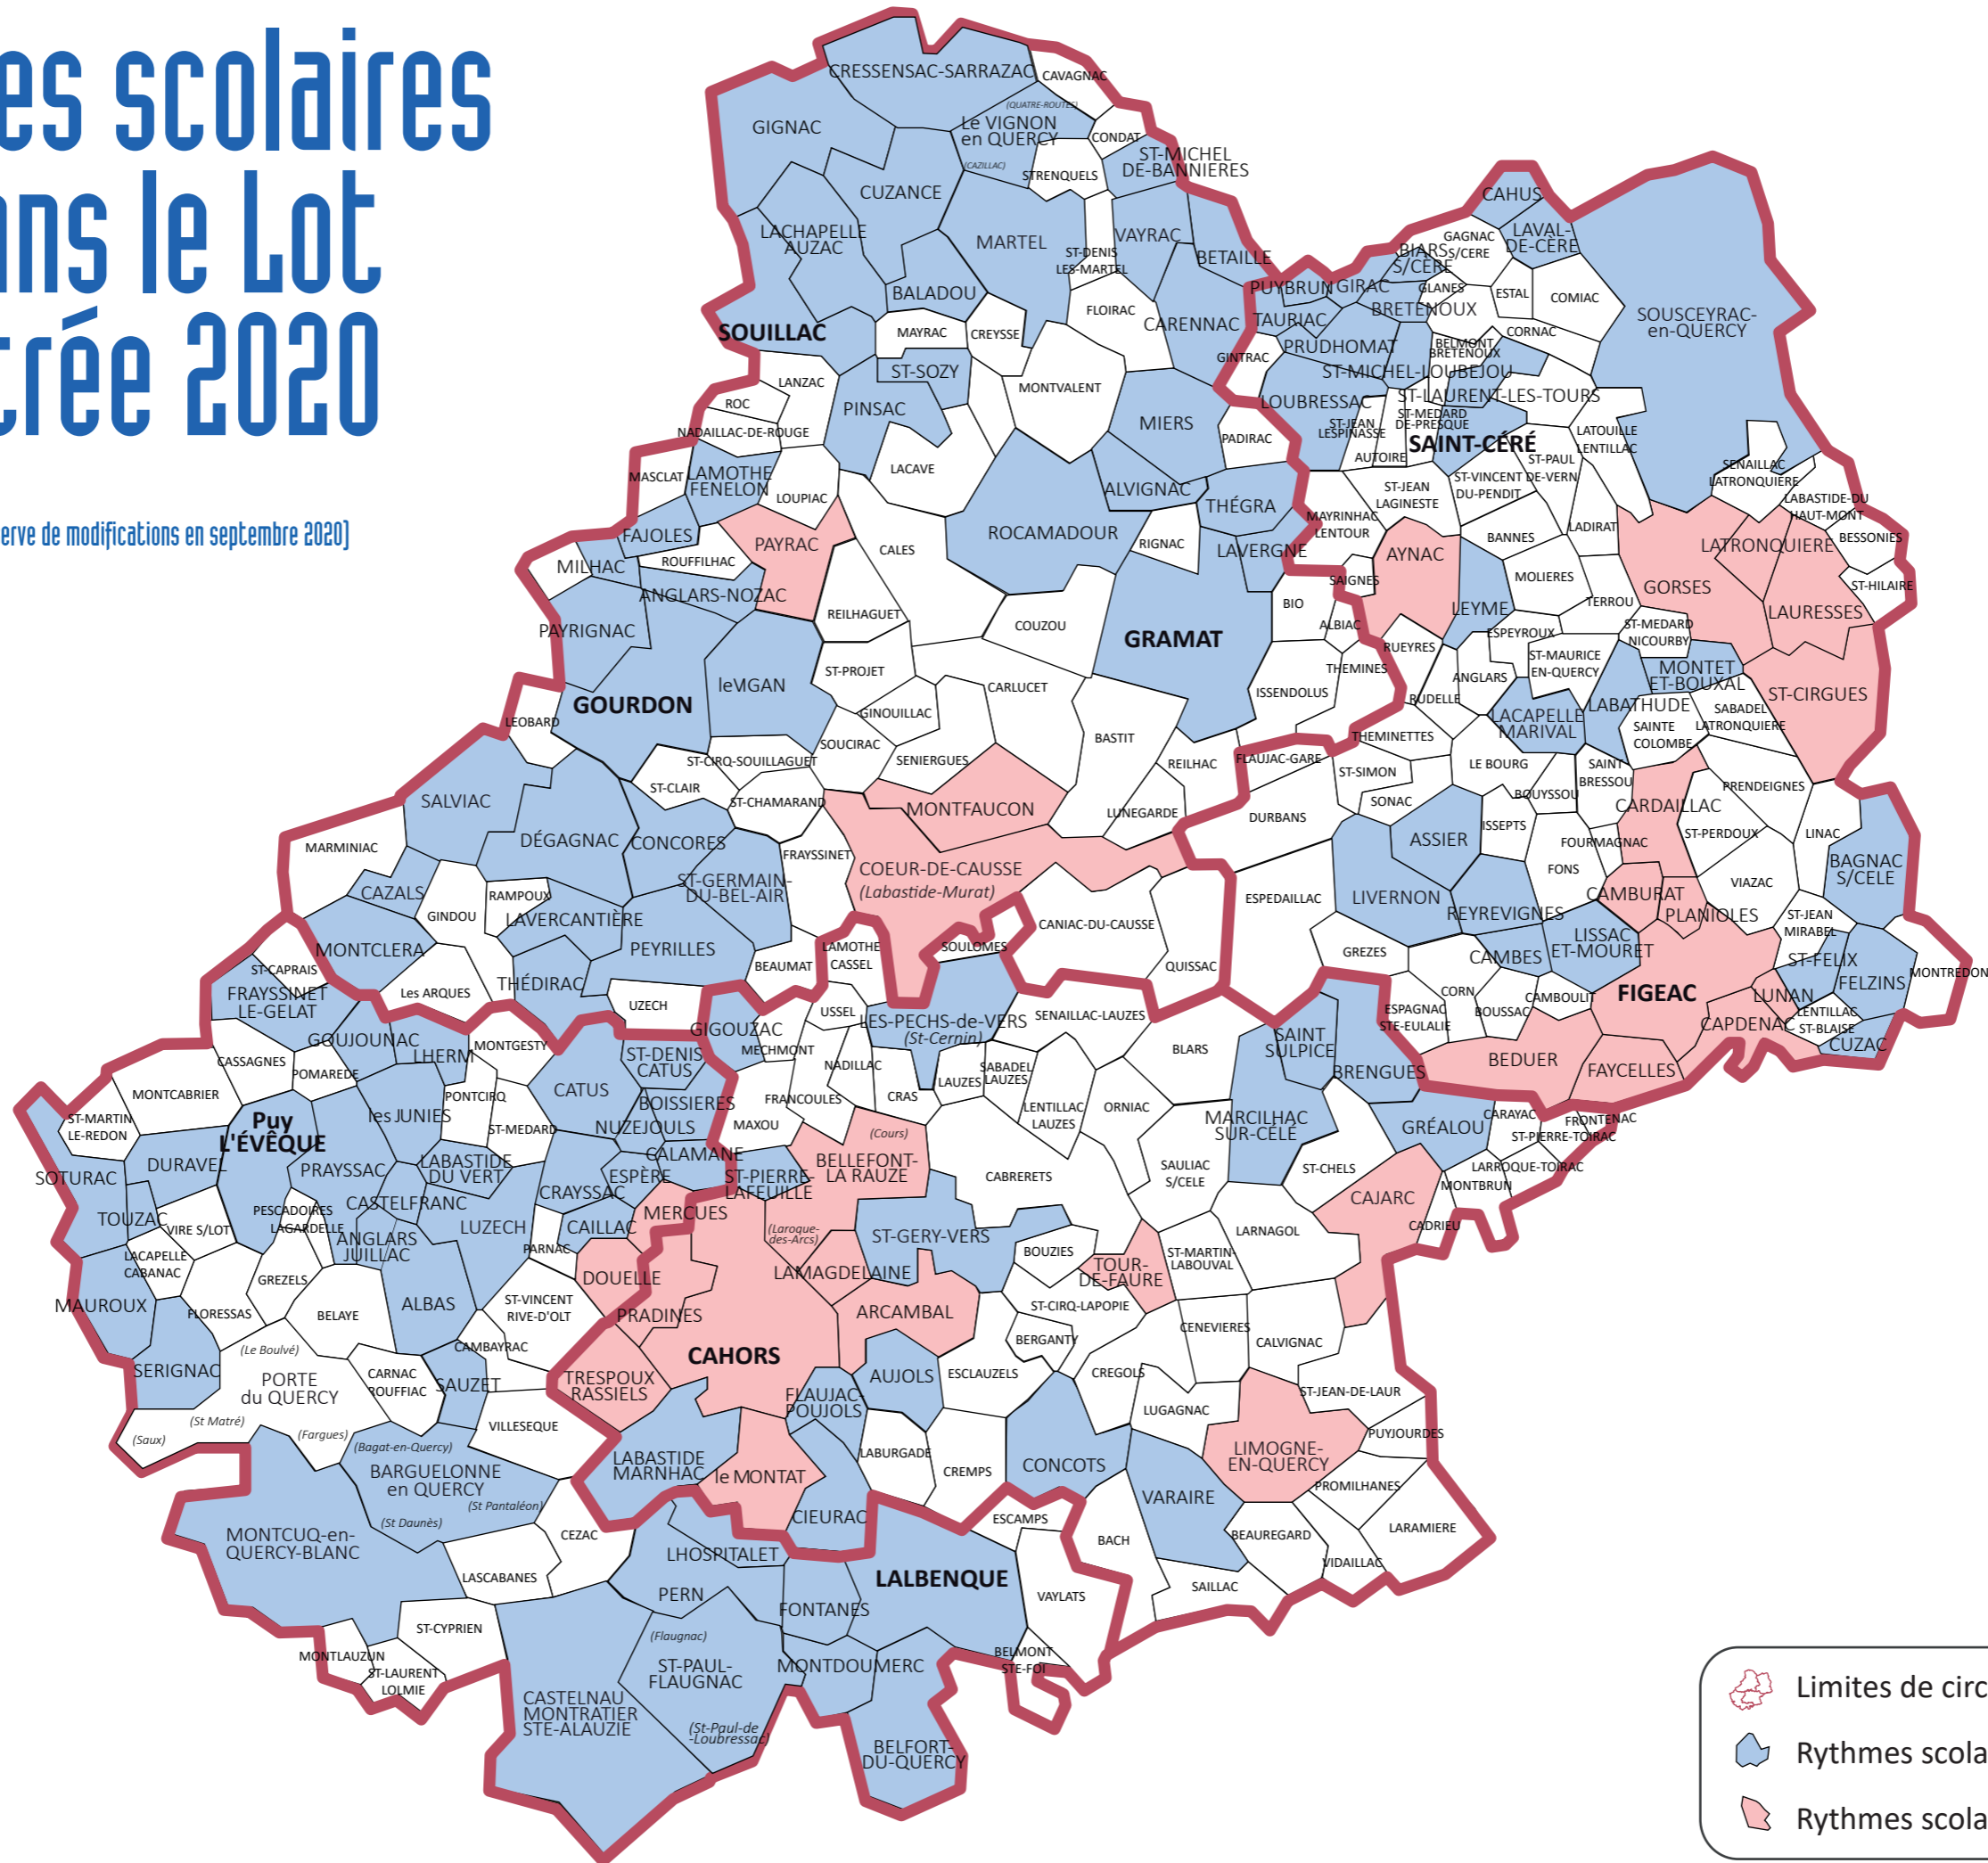 es scolaires
ans le Lot
trée 2020
erve de modifications en septembre 2020)
CRESSENSAC-SARRAZAC
CAVAGNAC
GIGNAC
(QUATRE-ROUTES)
Le VIGNON
en QUERCY
(CAZILLAC)
CONDAT
STRENQUELS
ST-MICHEL
DE-BANNIERES
CUZANCE
LACHAPELLE
AUZAC
MARTEL
ST-DENIS
LES-MARTEL
VAYRAC
BETAILLE
BALADOU
FLOIRAC
CARENNAC
SOUILLAC
MAYRAC
CREYSSE
ST-SOZY
MONTVALENT
LANZAC
ROC
NADAILLAC-DE-ROUGE
PINSAC
MIERS
PADIRAC
MASCLAT
LAMOTHE
FENELON
LOUPIAC
LACAVE
ALVIGNAC
THÉGRA
FAJOLES
ROUFFILHAC
PAYRAC
CALES
ROCAMADOUR
RIGNAC
LAVERGNE
MILHAC
ANGLARS-NOZAC
REILHAGUET
COUZOU
GRAMAT
BIO
ALBIAC
PAYRIGNAC
leVIGAN
ST-PROJET
CARLUCET
ISSENDOLUS
THEMINES
GOURDON
GINOUILLAC
BASTIT
LEOBARD
SOUCIRAC
SENIERGUES
REILHAC
ST-CIRQ-SOUILLAGUET
ST-CLAIR
ST-CHAMARAND
MONTFAUCON
LUNEGARDE
SALVIAC
DÉGAGNAC
CONCORES
FRAYSSINET
COEUR-DE-CAUSSE
(Labastide-Murat)
MARMINIAC
CAZALS
GINDOU
RAMPOUX
LAVERCANTIÈRE
ST-GERMAIN-
DU-BEL-AIR
PEYRILLES
CANIAC-DU-CAUSSE
SOULOMES
MONTCLERA
THÉDIRAC
BEAUMAT
LAMOTHE
CASSEL
QUISSAC
Les ARQUES
UZECH
CAHUS
LAVAL-
DE-CÈRE
GAGNAC
S/CERE
BIARS
S/CÈRE
GLANES
ESTAL
COMIAC
SOUSCEYRAC-
en-QUERCY
PUYBRUN
GIRAC
BRETENOUX
TAURIAC
CORNAC
PRUDHOMAT
BELMONT
BRETENOUX
GINTRAC
ST-MICHEL-LOUBEJOU
LOUBRESSAC
ST-LAURENT-LES-TOURS
ST-JEAN
LESPINASSE
ST-MEDARD
DE-PRESQUE
SAINT-CÉRÉ
LATOUILLE
LENTILLAC
AUTOIRE
ST-PAUL
DE-VERN
ST-VINCENT
DU-PENDIT
SENAILLAC
LATRONQUIERE
ST-JEAN
LAGINESTE
MAYRINHAC
LENTOUR
BANNES
LADIRAT
LABASTIDE-DU
HAUT-MONT
LATRONQUIERE
BESSONIES
AYNAC
SAIGNES
MOLIERES
GORSES
ST-HILAIRE
LEYME
TERROU
LAURESSES
ESPEYROUX
ST-MEDARD
NICOURBY
RUEYRES
ST-MAURICE
EN-QUERCY
MONTET
ET-BOUXAL
ST-CIRGUES
ANGLARS
RUDELLE
LABATHUDE
LACAPELLE
MARIVAL
SAINTE
COLOMBE
SABADEL
LATRONQUIERE
THEMINETTES
FLAUJAC-GARE
ST-SIMON
LE BOURG
SAINT
BRESSOU
PRENDEIGNES
SONAC
BOUYSSOU
CARDAILLAC
DURBANS
ASSIER
ISSEPTS
FOURMAGNAC
ST-PERDOUX
LINAC
BAGNAC
S/CELE
FONS
CAMBURAT
VIAZAC
ESPEDAILLAC
LIVERNON
REYREVIGNES
PLANIOLES
ST-JEAN
MIRABEL
LISSAC
ET-MOURET
GREZES
CAMBES
ST-FELIX
FELZINS
MONTREDON
CORN
CAMBOULIT
FIGEAC
LUNAN
ESPAGNAC
STE-EULALIE
BOUSSAC
CAPDENAC
LENTILLAC
ST-BLAISE
CUZAC
BEDUER
FAYCELLES
ST-CAPRAIS
FRAYSSINET
LE-GELAT
GOUJOUNAC
LHERM
MONTGESTY
CASSAGNES
POMAREDE
MONTCABRIER
ST-MARTIN
LE-REDON
Puy
L'ÉVÊQUE
les JUNIES
PONTCIRQ
CATUS
ST-DENIS
CATUS
GIGOUZAC
MECHMONT
USSEL
LES-PECHS-de-VERS
(St-Cernin)
SENAILLAC-LAUZES
BLARS
SAINT
SULPICE
BRENGUES
NADILLAC
LAUZES
SABADEL
LAUZES
BOISSIERES
FRANCOULES
CRAS
ST-MEDARD
NUZEJOULS
MAXOU
LENTILLAC
LAUZES
ORNIAC
MARCILHAC
SUR-CÉLÉ
GRÉALOU
CARAYAC
FRONTENAC
ST-PIERRE-TOIRAC
DURAVEL
PRAYSSAC
LABASTIDE
DU VERT
CALAMANE
(Cours)
BELLEFONT-
LA RAUZE
ST-PIERRE-
LAFEUILLE
ESPÈRE
CABRERETS
SAULIAC
S/CELE
ST-CHELS
LARROQUE-TOIRAC
MONTBRUN
CAJARC
SOTURAC
CRAYSSAC
CASTELFRANC
TOUZAC
VIRE S/LOT
PESCADOIRES
LAGARDELLE
ANGLARS
JUILLAC
LUZECH
CAILLAC
MERCUES
(Laroque-
des-Arcs)
ST-GERY-VERS
LARNAGOL
CADRIEU
PARNAC
BOUZIES
TOUR-
DE-FAURE
ST-MARTIN-
LABOUVAL
LACAPELLE
CABANAC
GREZELS
DOUELLE
LAMAGDELAINE
MAUROUX
FLORESSAS
BELAYE
ALBAS
ST-VINCENT
RIVE-D'OLT
PRADINES
ARCAMBAL
ST-CIRQ-LAPOPIE
CENEVIERES
CALVIGNAC
BERGANTY
CAMBAYRAC
CAHORS
SERIGNAC
(Le Boulvé)
PORTE
du QUERCY
CARNAC
ROUFFIAC
SAUZET
TRESPOUX
RASSIELS
AUJOLS
ESCLAUZELS
CREGOLS
ST-JEAN-DE-LAUR
FLAUJAC-
POUJOLS
LUGAGNAC
(St Matré)
(Saux)
(Fargues)
VILLESEQUE
PUYJOURDES
(Bagat-en-Quercy)
BARGUELONNE
en QUERCY
LABASTIDE
MARNHAC
le MONTAT
LABURGADE
CREMPS
CONCOTS
LIMOGNE-
EN-QUERCY
(St Pantaléon)
(St Daunès)
VARAIRE
PROMILHANES
CIEURAC
MONTCUQ-en-
QUERCY-BLANC
CEZAC
ESCAMPS
BACH
BEAUREGARD
LARAMIERE
LHOSPITALET
LASCABANES
LALBENQUE
VIDAILLAC
PERN
VAYLATS
SAILLAC
FONTANES
ST-CYPRIEN
(Flaugnac)
MONTLAUZUN
ST-LAURENT
LOLMIE
ST-PAUL-
FLAUGNAC
MONTDOUMERC
BELMONT
STE-FOI
CASTELNAU
MONTRATIER
STE-ALAUZIE
(St-Paul-de
-Loubressac)
BELFORT-
DU-QUERCY
Limites de circ
Rythmes scola
Rythmes scola